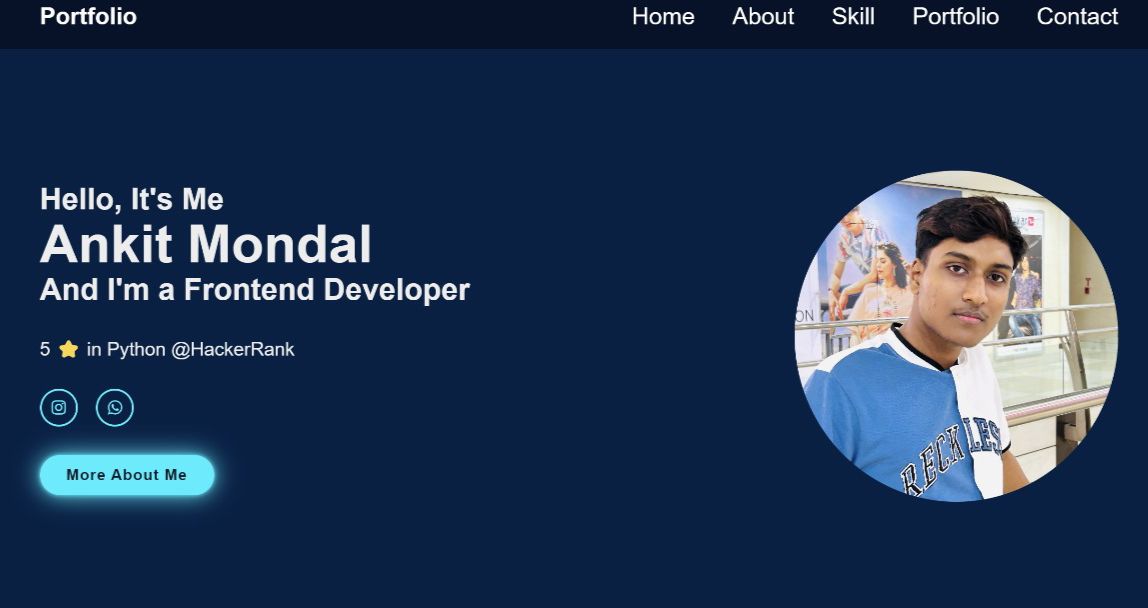 Portfolio
Home About Skill Portfolio Contact
Hello, It's Me
Ankit Mondal
And I'm a Frontend Developer
5 ⭐ in Python @HackerRank
More About Me
ON
RECKLESS